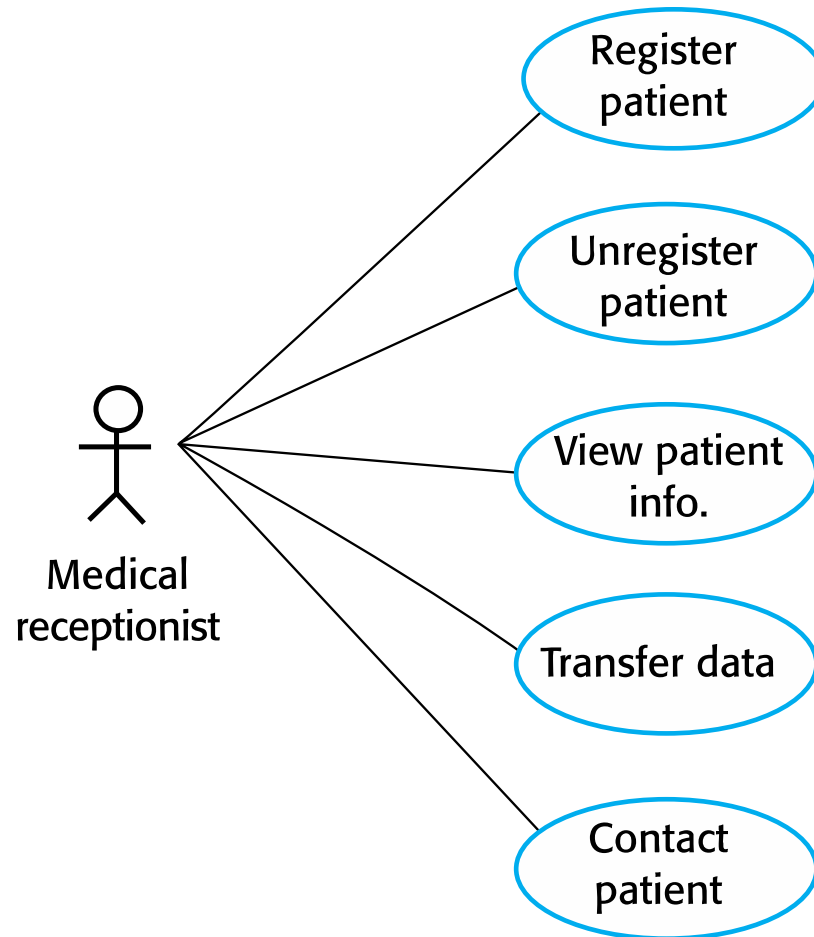 Register
patient
Unregister
patient
View patient
info.
Medical
receptionist
Transfer data
Contact
patient